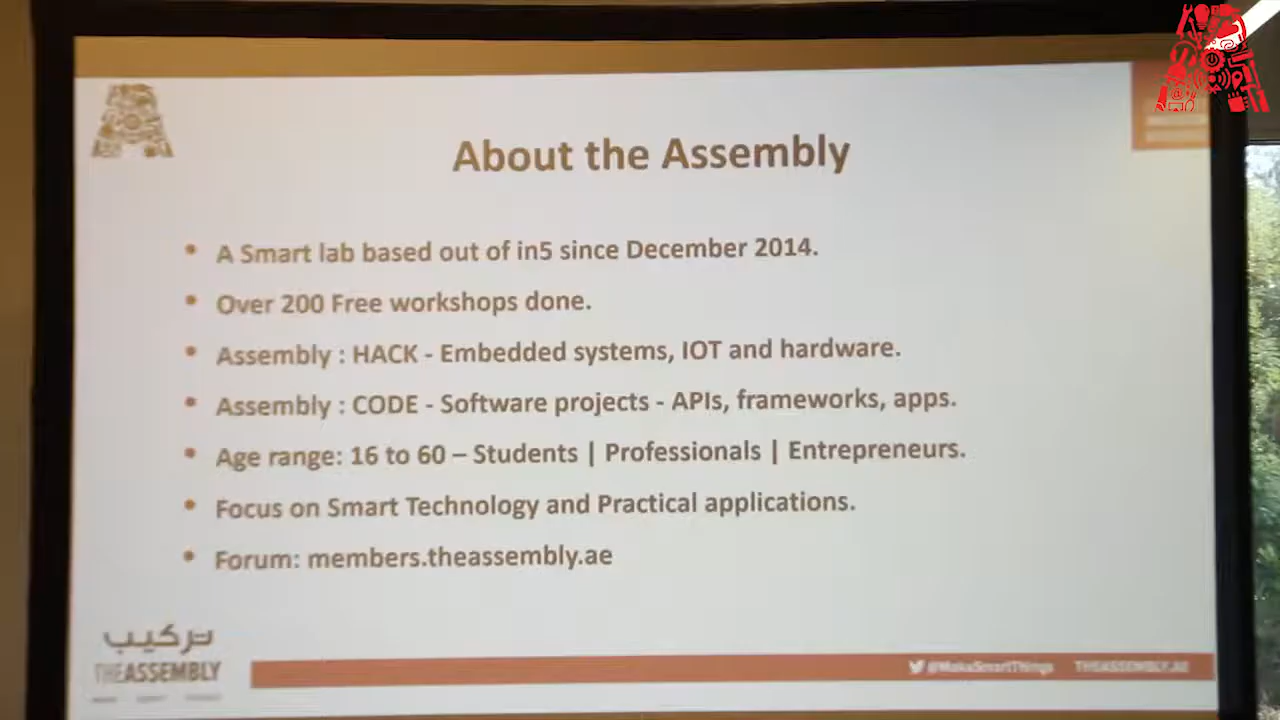 About the Assembly
• A Smart lab based out of in5 since December 2014.
• Over 200 Free workshops done.
• Assembly : HACK - Embedded systems, IOT and hardware.
• Assembly : CODE - Software projects - APIs, frameworks, apps.
• Age range: 16 to 60 – Students | Professionals | Entrepreneurs.
• Focus on Smart Technology and Practical applications.
• Forum: members.theassembly.ae
تركيب
THEASSEMBLY
@MakeSmartThings THEASSEMBLY.AE